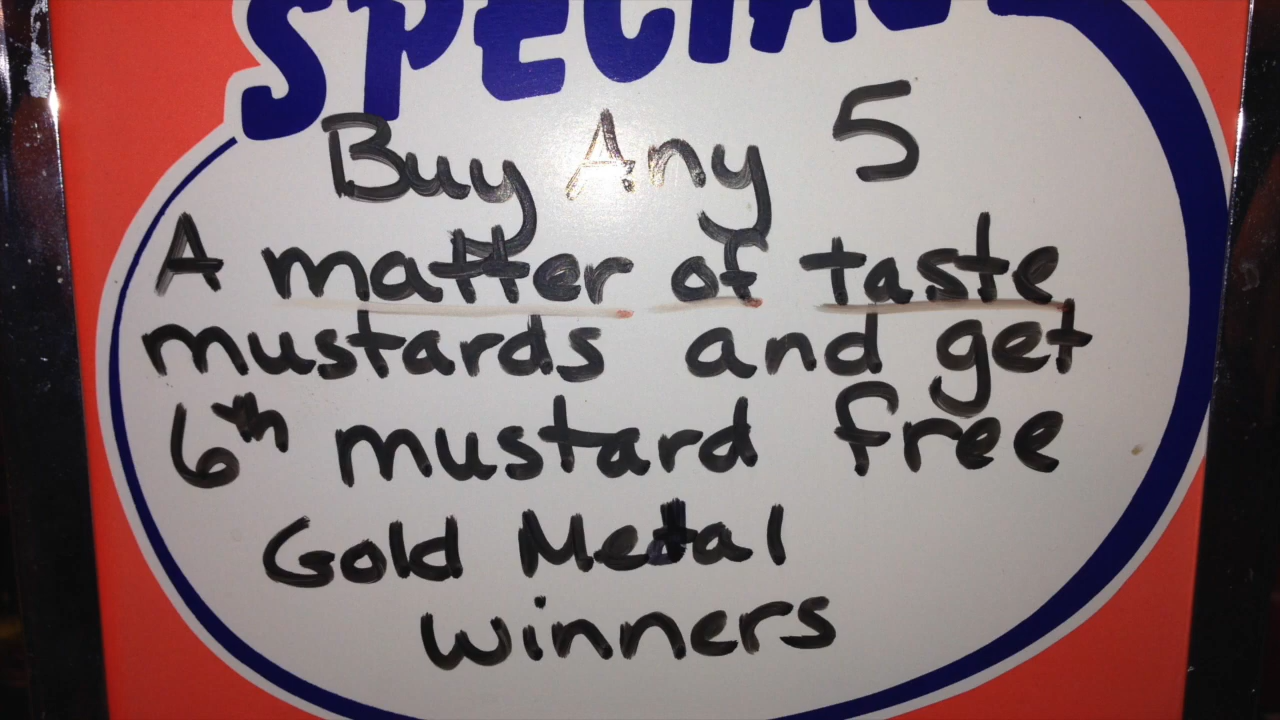 SPECIAL
Buy Any 5
A matter of taste
mustards and get
6th mustard free
Gold Metal
winners